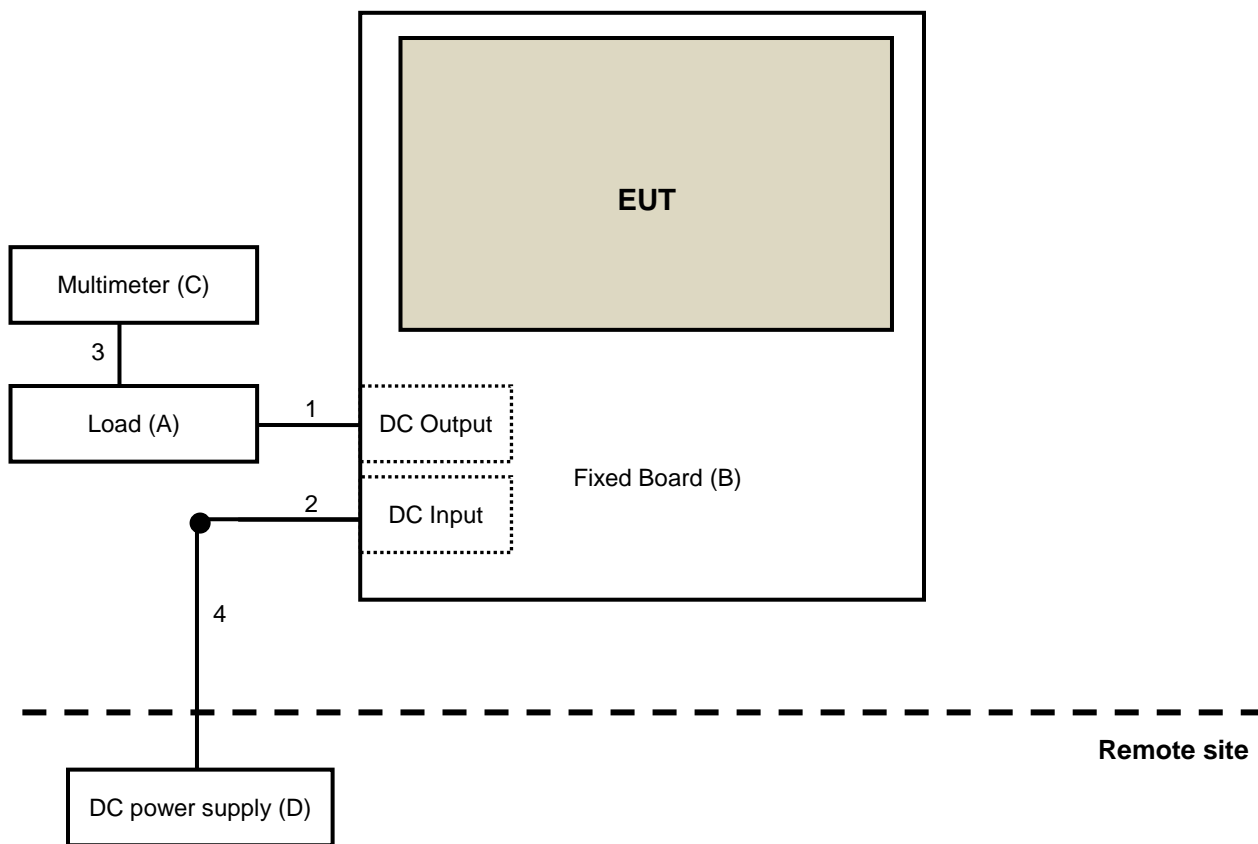 EUT
Multimeter (C)
3
Load (A)
1
DC Output
Fixed Board (B)
2
DC Input
4
Remote site
DC power supply (D)